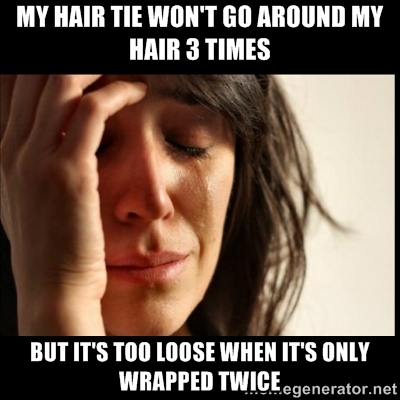 MY HAIR TIE WON'T GO AROUND MY
HAIR 3 TIMES
BUT IT'S TOO LOOSE WHEN IT'S ONLY
WRAPPED TWICE
memegenerator.net